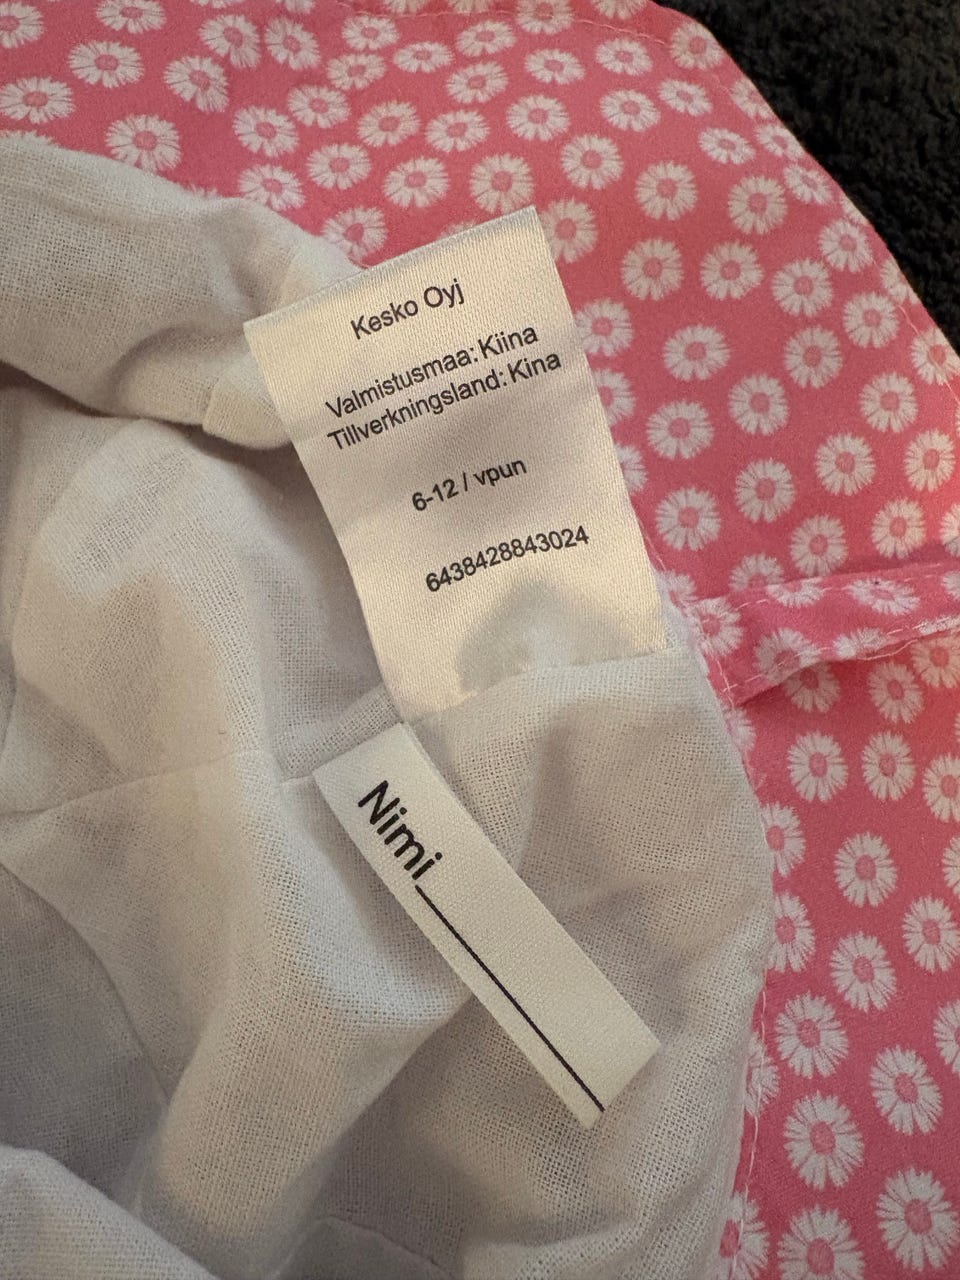 Kesko Oyj
Valmistusmaa: Kiina
Tillverkningsland: Kina
6-12 / vpun
6438428843024
Nimi